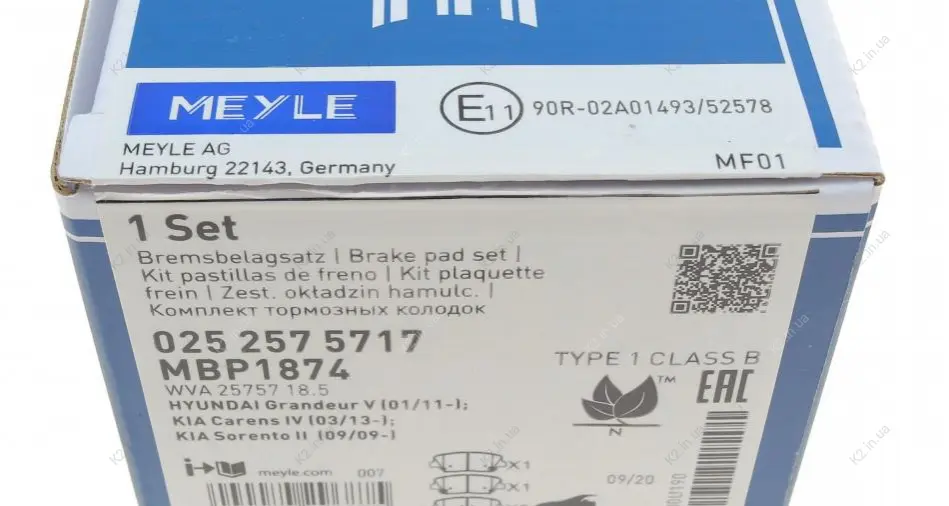 MEYLE
E11
90R-02A01493/52578
MEYLE AG
Hamburg 22143, Germany
MF01
1 Set
Bremsbelagsatz | Brake pad set |
Kit pastillas de freno | Kit plaquette
frein | Zest. okładzin hamulc. |
Комплект тормозных колодок
025 257 5717
MBP1874
WVA 25757 18.5
HYUNDAI Grandeur V (01/11-);
KIA Carens IV (03/13-);
KIA Sorento II (09/09-)
TYPE 1 CLASS B
TM
EAC
N
meyle.com
007
X1
X1
09/20
K2.in.ua